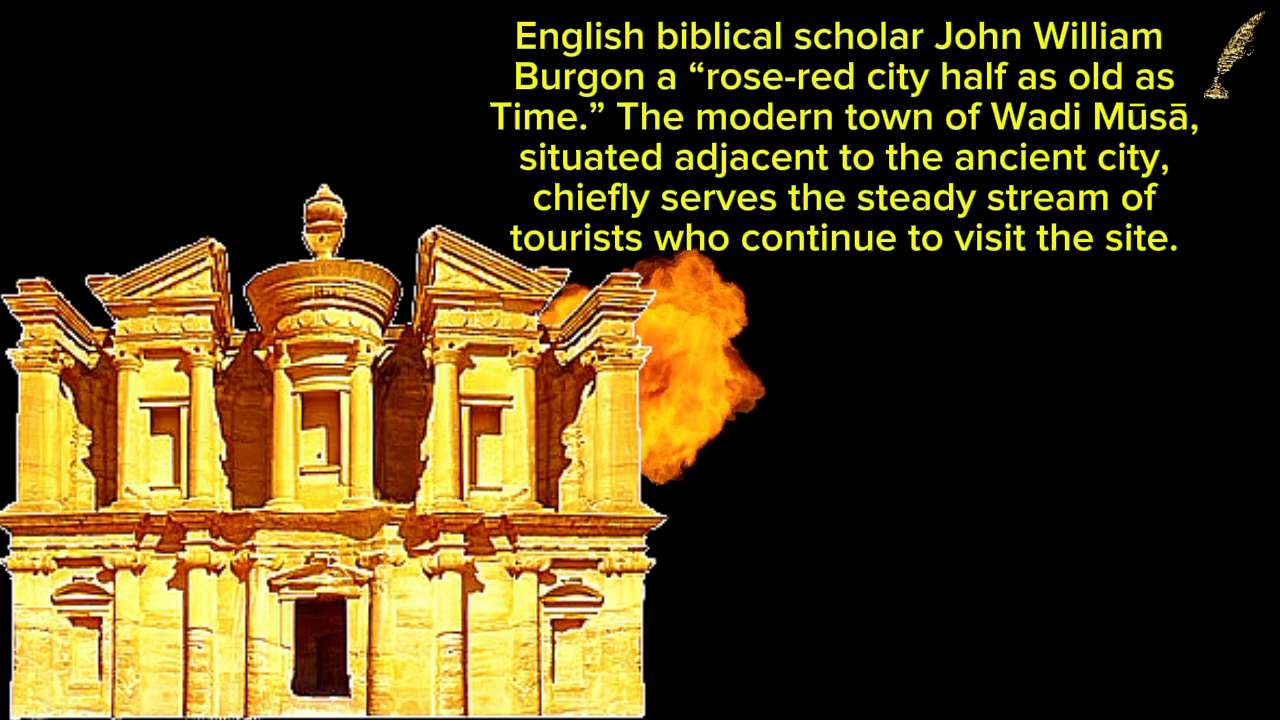 English biblical scholar John William
Burgon a “rose-red city half as old as
Time.” The modern town of Wadi Mūsā,
situated adjacent to the ancient city,
chiefly serves the steady stream of
tourists who continue to visit the site.